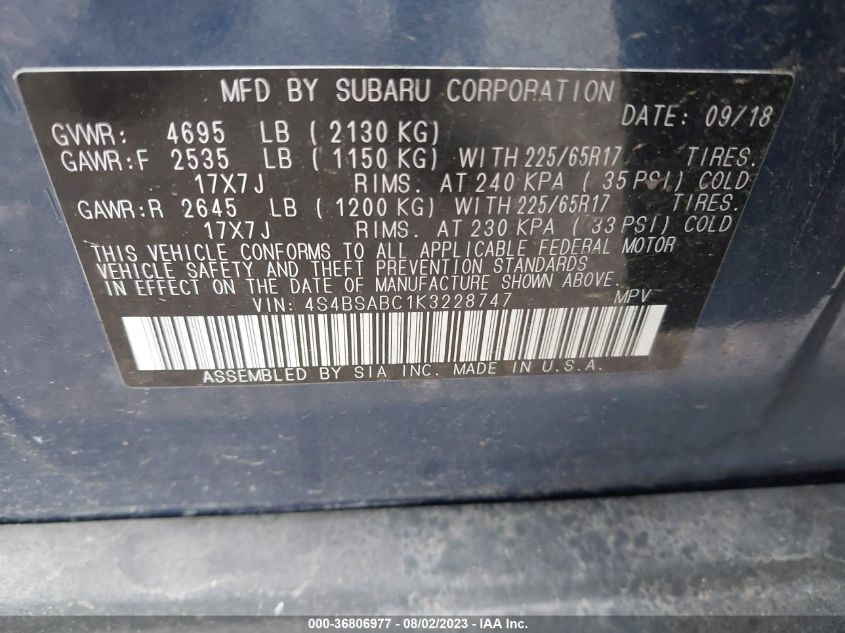 MFD BY SUBARU CORPORATION
DATE: 09/18
GVWR: 4695 LB ( 2130 KG)
GAWR:F 2535 LB ( 1150 KG) WITH 225/65R17 TIRES.
17X7J RIMS. AT 240 KPA ( 35 PSI) COLD
GAWR:R 2645 LB ( 1200 KG) WITH 225/65R17 TIRES.
17X7J RIMS. AT 230 KPA ( 33 PSI) COLD
THIS VEHICLE CONFORMS TO ALL APPLICABLE FEDERAL MOTOR
VEHICLE SAFETY AND THEFT PREVENTION STANDARDS
IN EFFECT ON THE DATE OF MANUFACTURE SHOWN ABOVE.
VIN: 4S4BSABC1K3228747 MPV
ASSEMBLED BY SIA INC. MADE IN U.S.A.
000-36806977 - 08/02/2023 - IAA Inc.